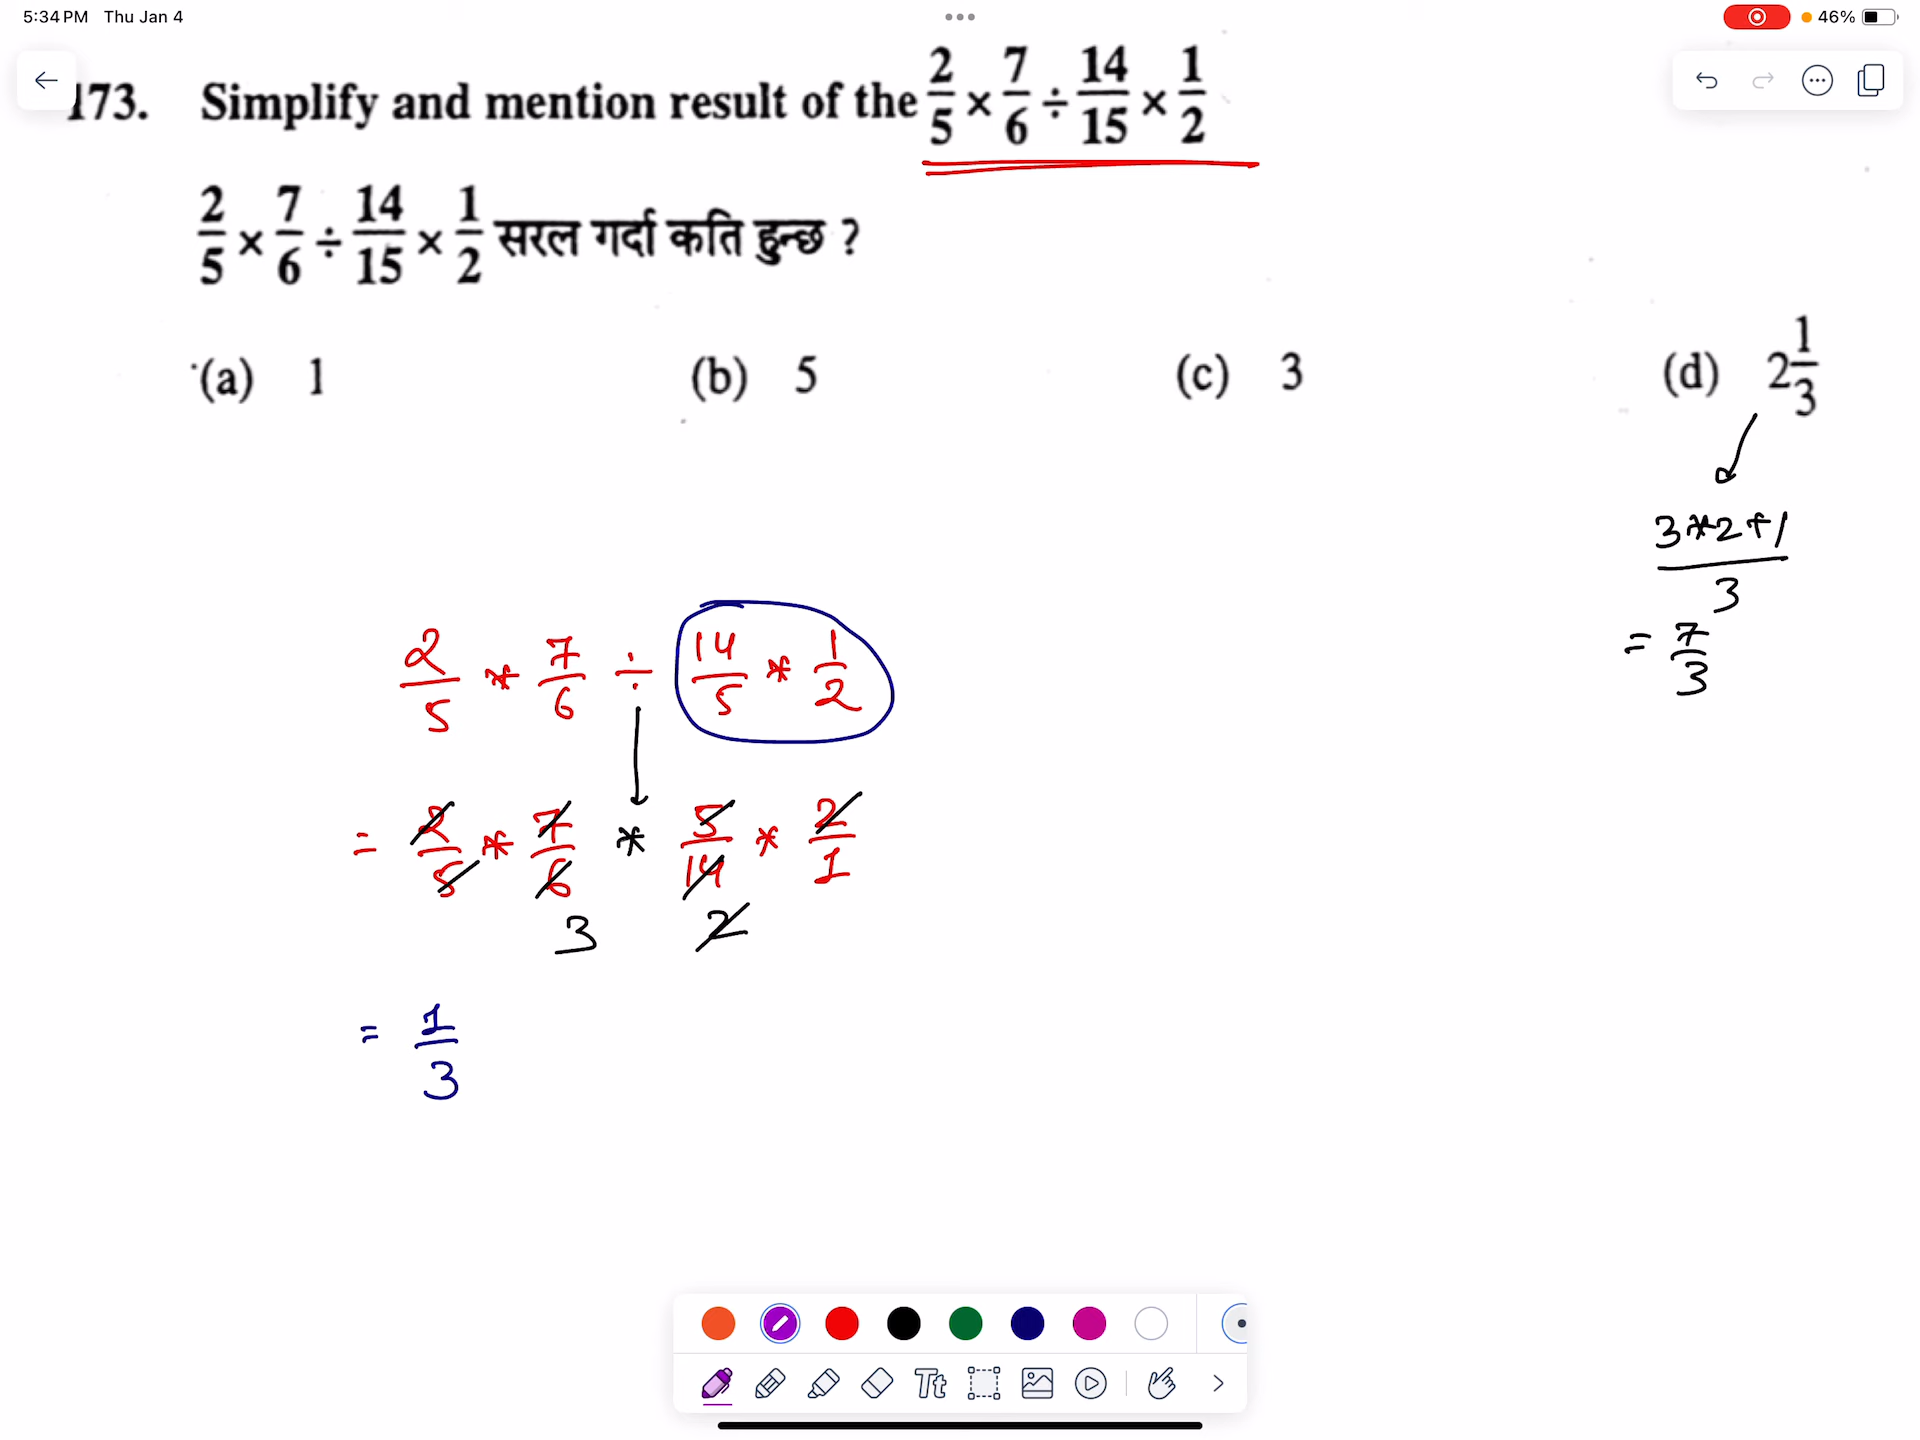 5:34 PM Thu Jan 4
46%
173. Simplify and mention result of the 2/5 × 7/6 ÷ 14/15 × 1/2
2/5 × 7/6 ÷ 14/15 × 1/2 सरल गर्दा कति हुन्छ ?
(a) 1 (b) 5 (c) 3 (d) 2 1/3
3*2+1/3
= 7/3
2/5 * 7/6 ÷ 14/5 * 1/2
= 2/5 * 7/6 * 5/14 * 2/1
3 2
= 1/3
Tt